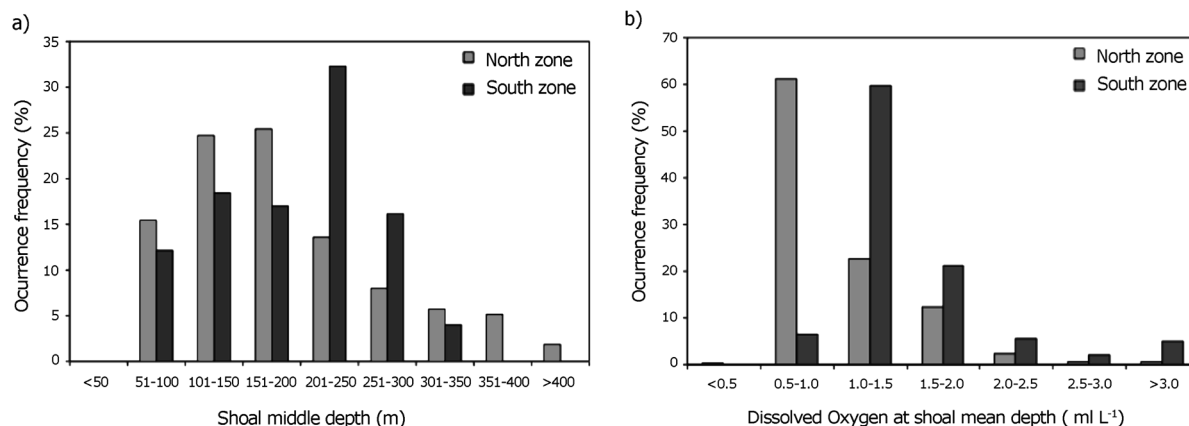 a)
35
30
25
20
15
10
5
0
Ocurrence frequency (%)
North zone
South zone
<50 51-100 101-150 151-200 201-250 251-300 301-350 351-400 >400
Shoal middle depth (m)
b)
70
60
50
40
30
20
10
0
Ocurrence frequency (%)
North zone
South zone
<0.5 0.5-1.0 1.0-1.5 1.5-2.0 2.0-2.5 2.5-3.0 >3.0
Dissolved Oxygen at shoal mean depth ( ml L⁻¹)